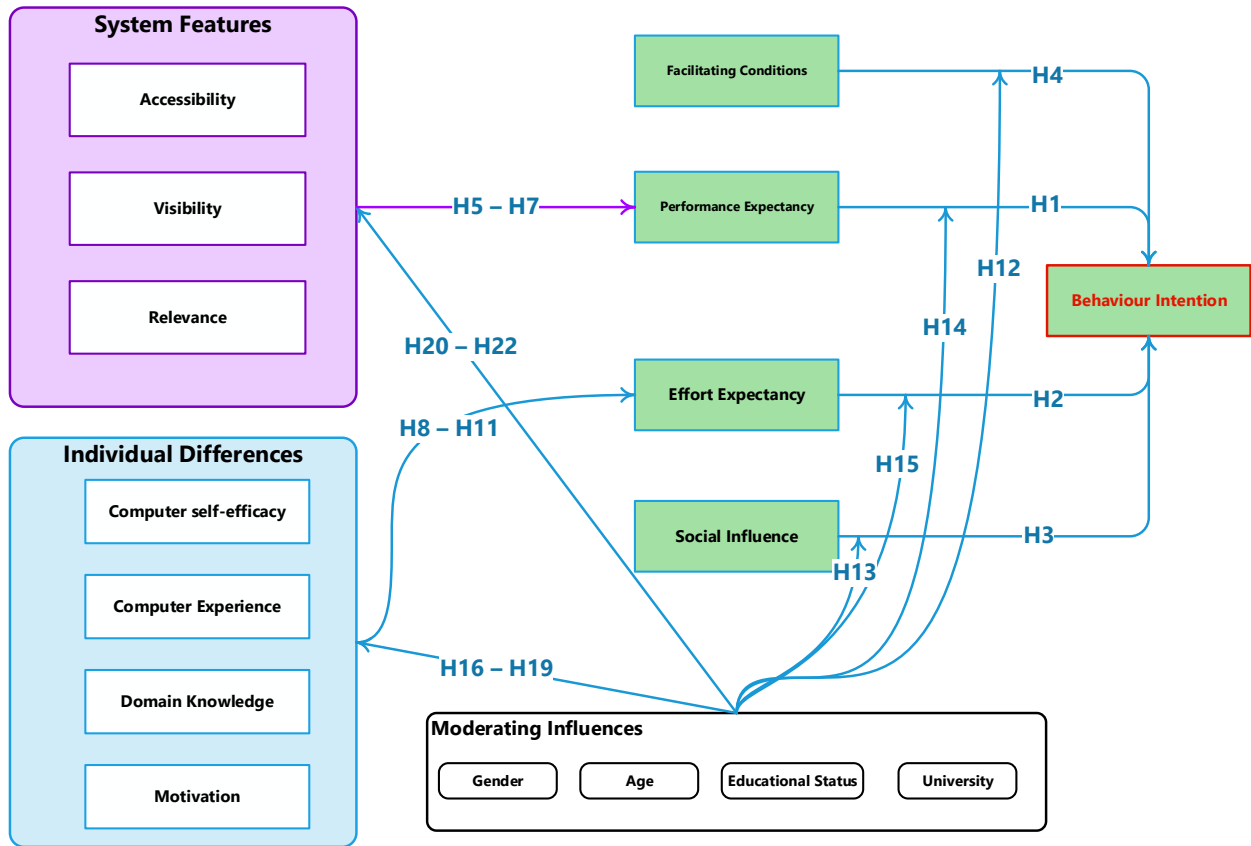 System Features
Accessibility
Visibility
Relevance
Individual Differences
Computer self-efficacy
Computer Experience
Domain Knowledge
Motivation
H5 – H7
H20 – H22
H8 – H11
H16 – H19
Facilitating Conditions
Performance Expectancy
Effort Expectancy
Social Influence
H4
H1
H12
H14
H2
H15
H3
H13
Behaviour Intention
Moderating Influences
Gender
Age
Educational Status
University